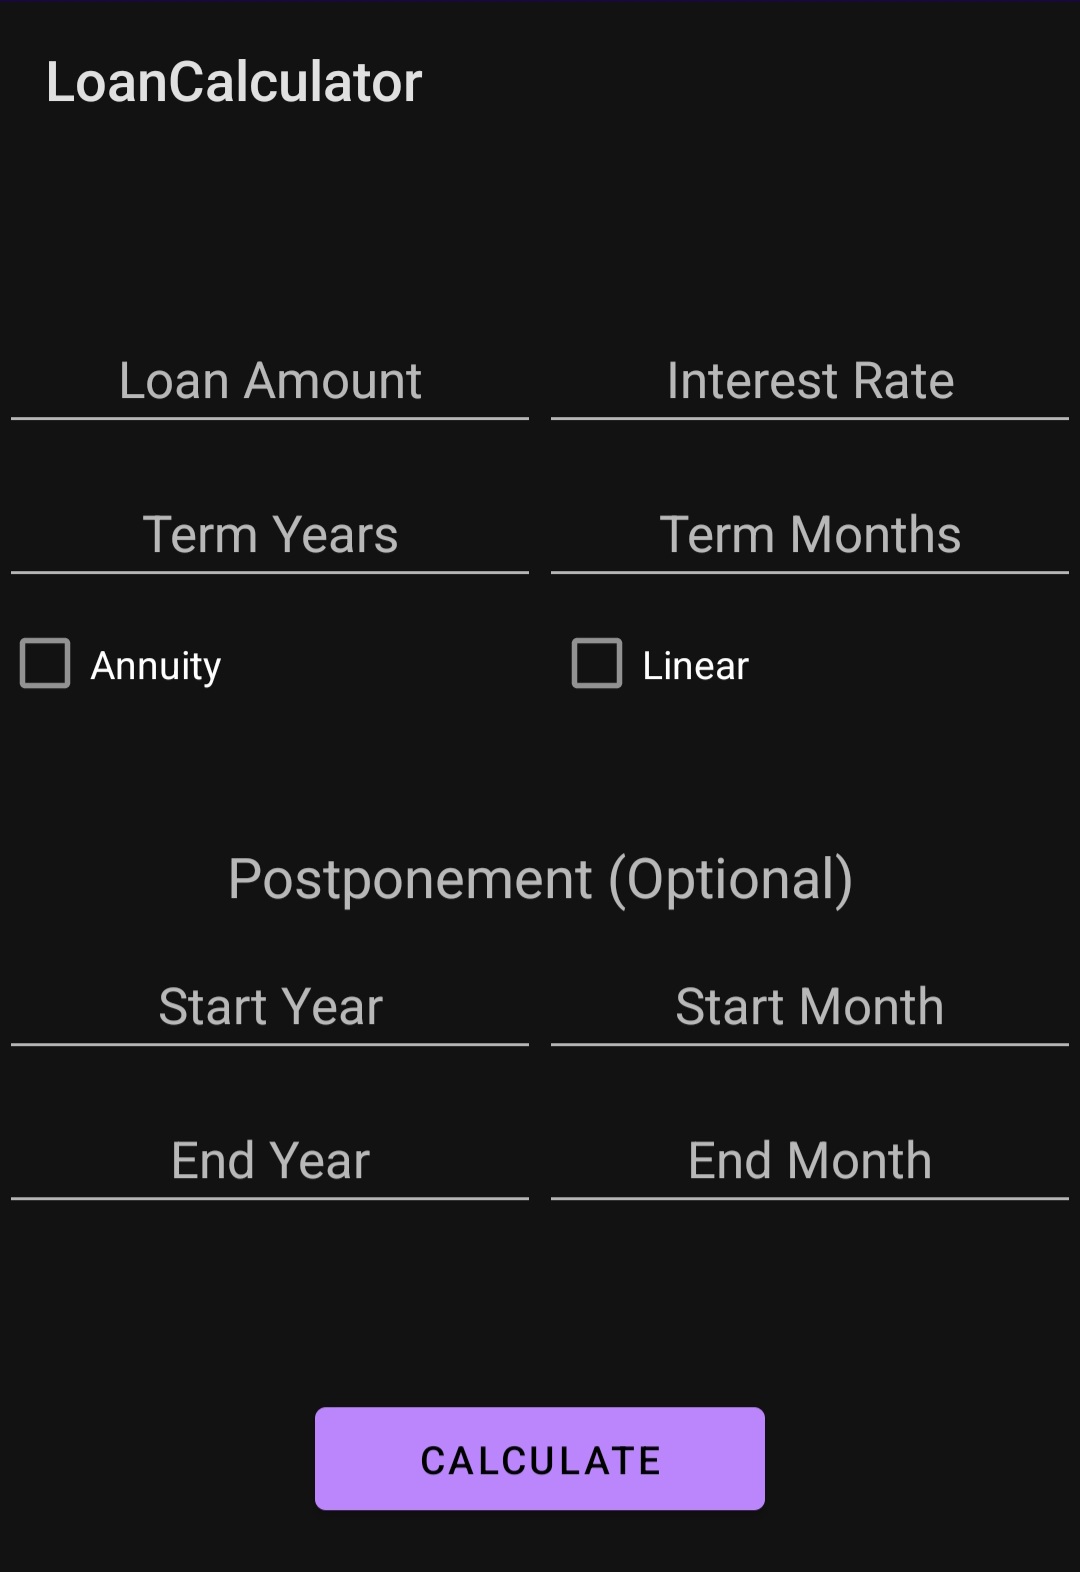 LoanCalculator
Loan Amount
Interest Rate
Term Years
Term Months
Annuity
Linear
Postponement (Optional)
Start Year
Start Month
End Year
End Month
CALCULATE